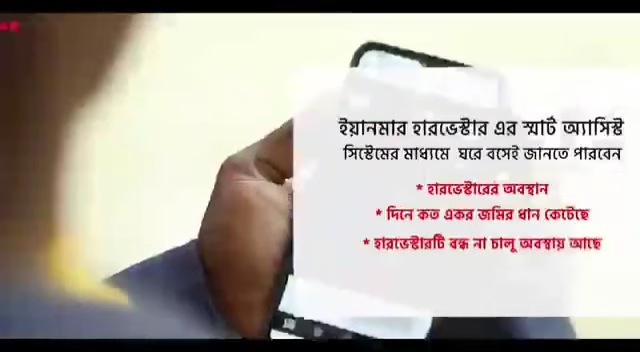 ইয়ানমার হারভেস্টার এর স্মার্ট অ্যাসিস্ট
সিস্টেমের মাধ্যমে ঘরে বসেই জানতে পারবেন
* হারভেস্টারের অবস্থান
* দিনে কত একর জমির ধান কেটেছে
* হারভেস্টারটি বন্ধ না চালু অবস্থায় আছে